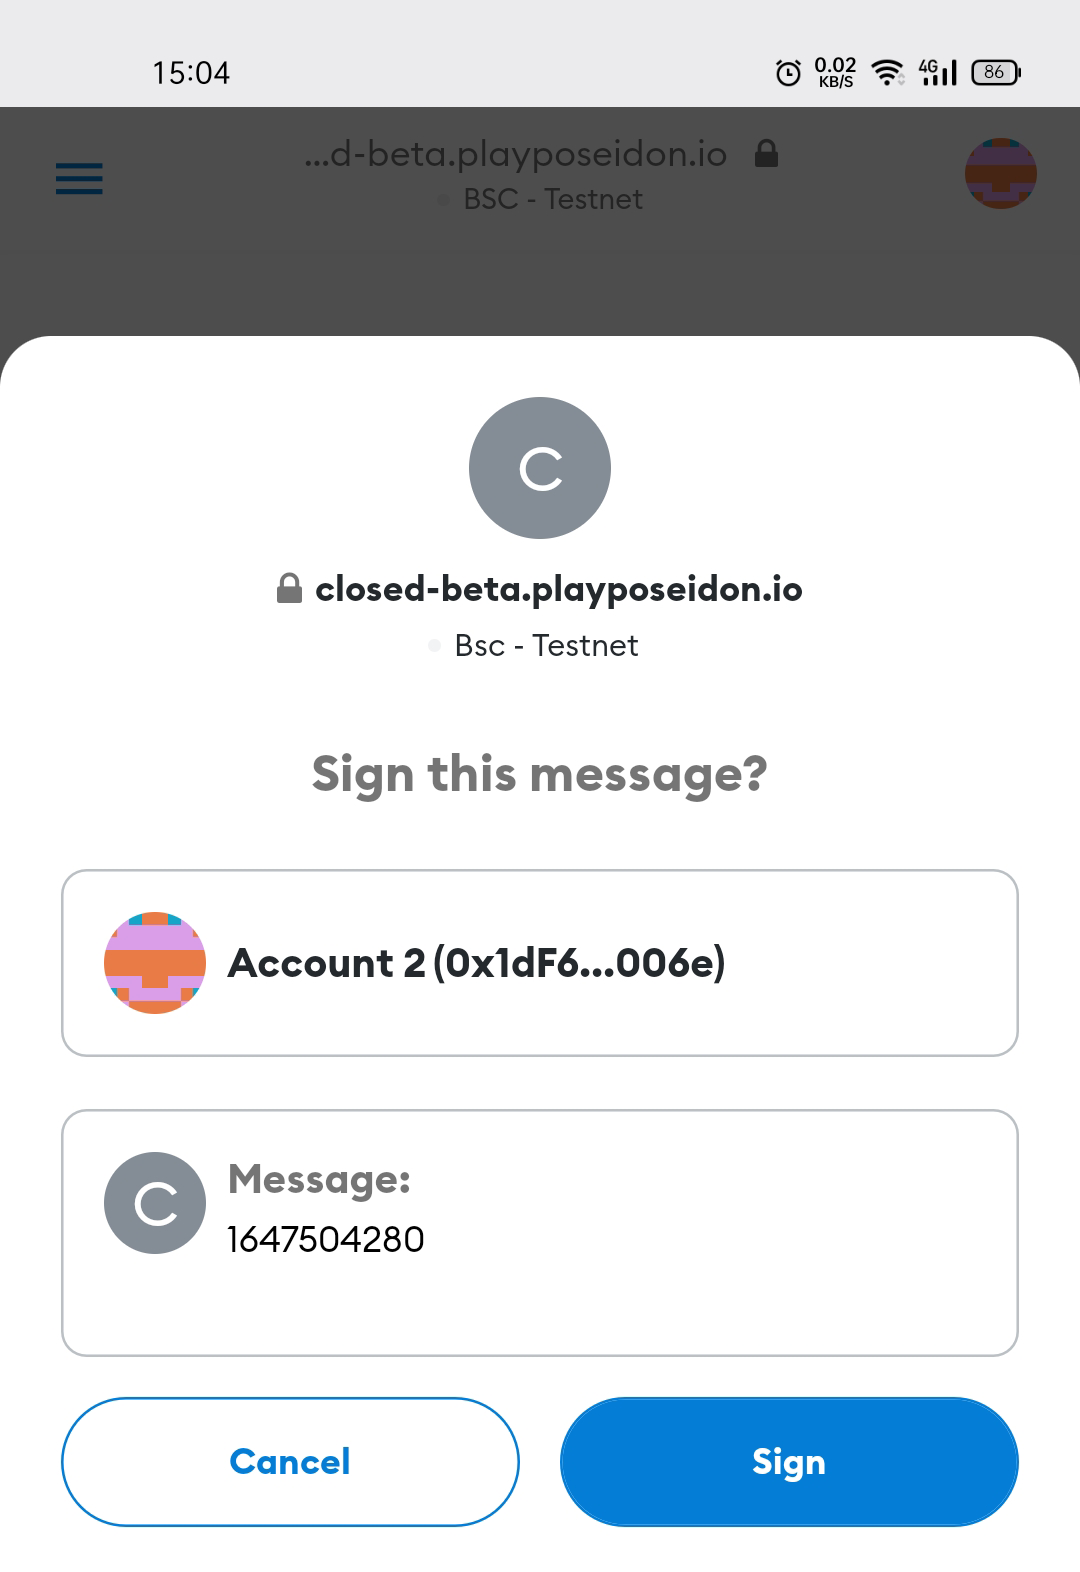 15:04
0.02
KB/S
4G
86
...d-beta.playposeidon.io
BSC - Testnet
C
closed-beta.playposeidon.io
Bsc - Testnet
Sign this message?
Account 2 (0x1dF6...006e)
C
Message:
1647504280
Cancel
Sign